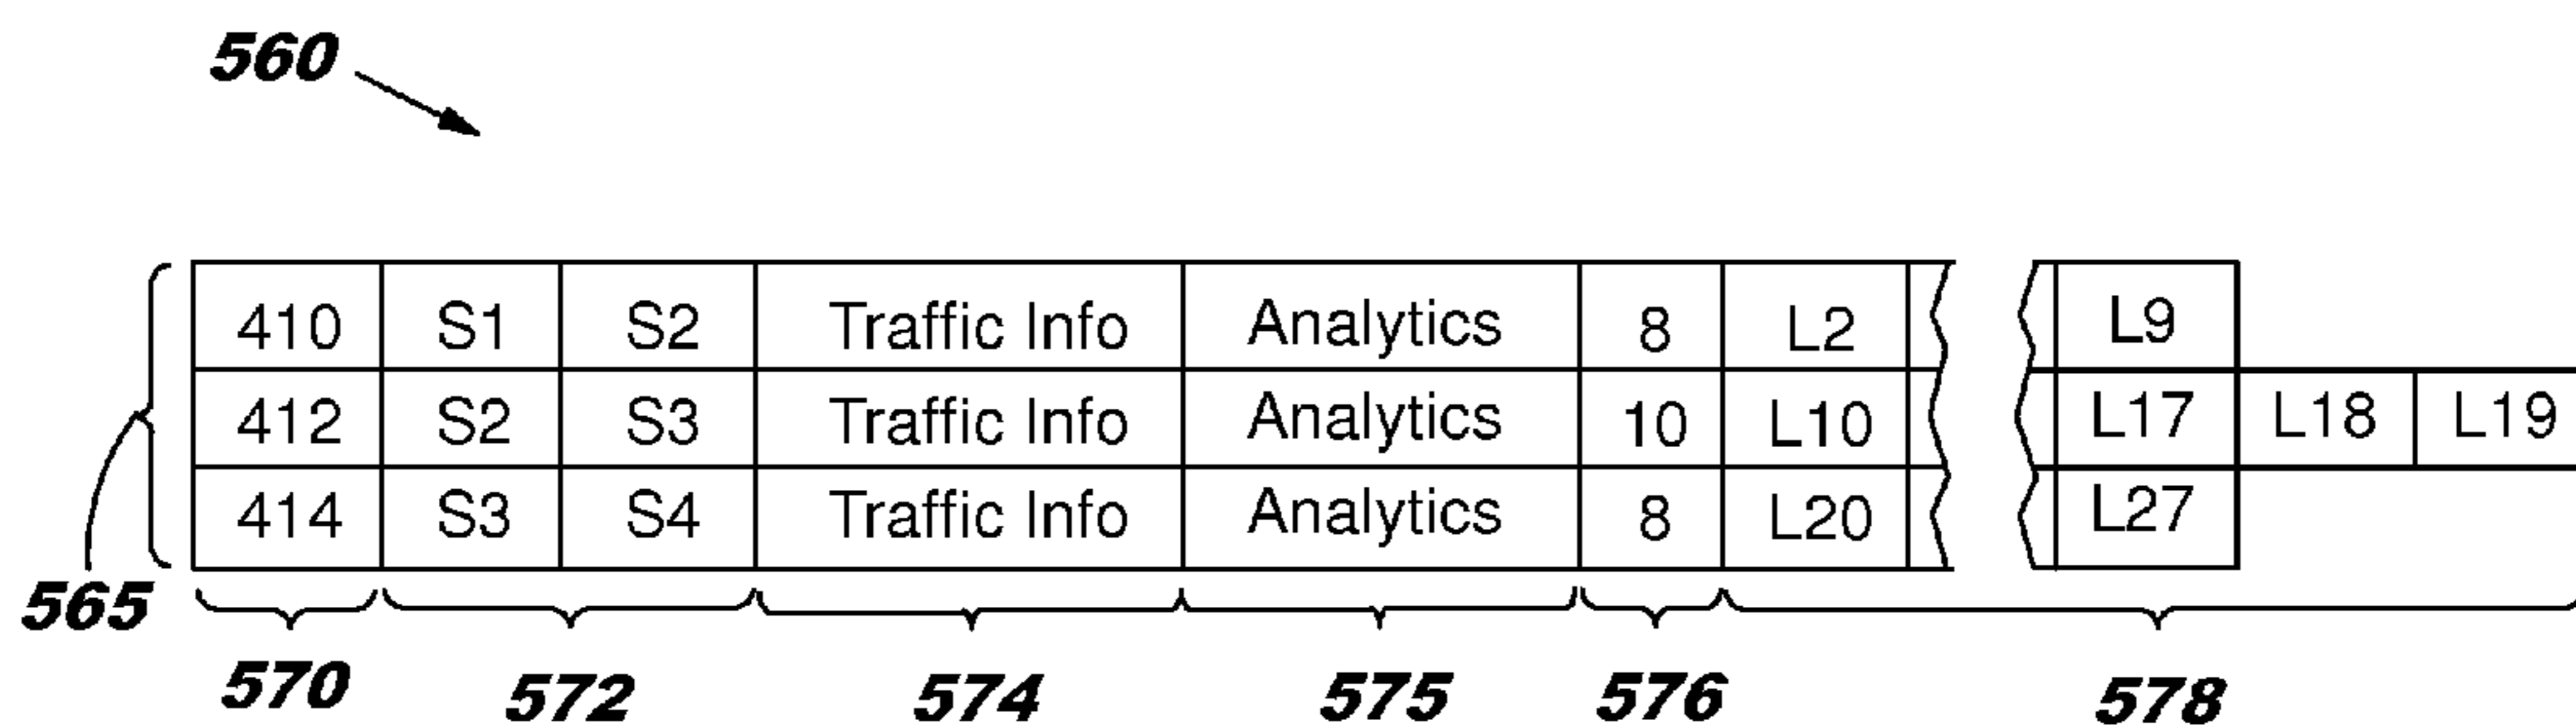 560
410 S1 S2 Traffic Info Analytics 8 L2 L9
412 S2 S3 Traffic Info Analytics 10 L10 L17 L18 L19
414 S3 S4 Traffic Info Analytics 8 L20 L27
565
570 572 574 575 576 578